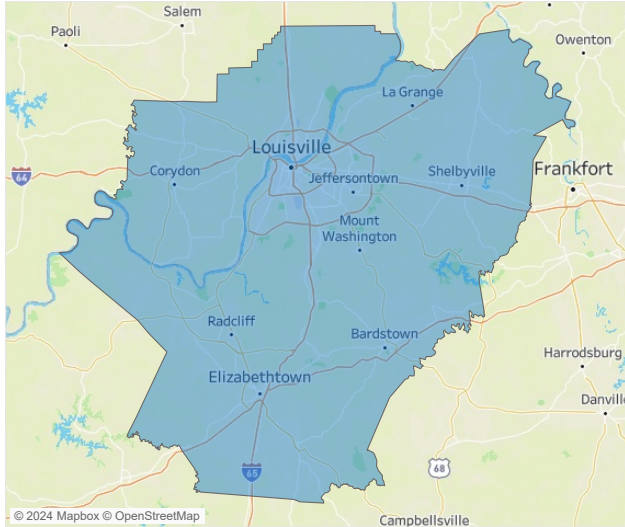 Salem
Paoli
Owenton
La Grange
Louisville
Frankfort
64
Corydon
Shelbyville
Jeffersontown
Mount
Washington
Radcliff
Bardstown
Harrodsburg
Elizabethtown
Danvill
65
68
© 2024 Mapbox © OpenStreetMap
Campbellsville